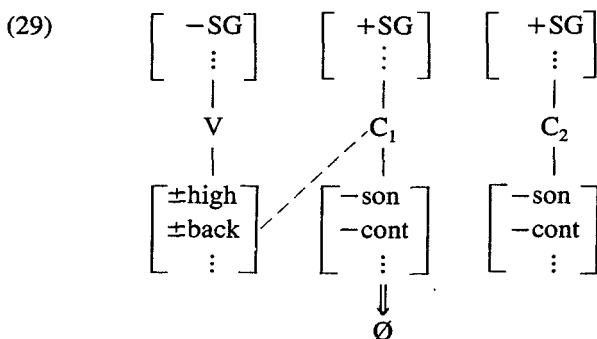 (29) [ −SG ] [ +SG ] [ +SG ]
⋮ ⋮ ⋮
V C₁ C₂
[ ±high ] [ −son ] [ −son ]
[ ±back ] [ −cont ] [ −cont ]
⋮ ⋮ ⋮
⇓
Ø